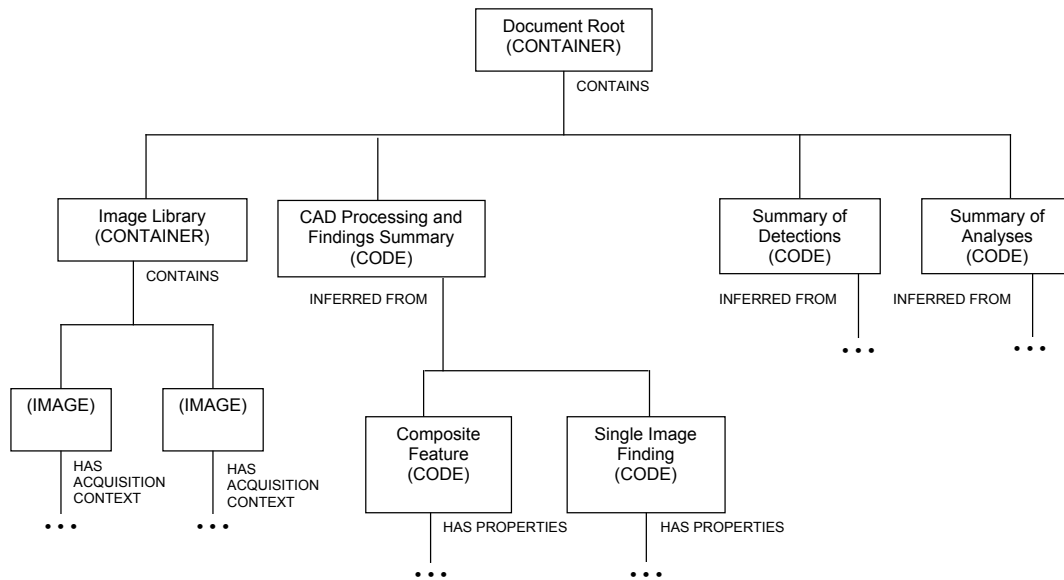 Document Root
(CONTAINER)
CONTAINS
Image Library
(CONTAINER)
CAD Processing and
Findings Summary
(CODE)
Summary of
Detections
(CODE)
Summary of
Analyses
(CODE)
CONTAINS
INFERRED FROM
INFERRED FROM
INFERRED FROM
(IMAGE)
(IMAGE)
Composite
Feature
(CODE)
Single Image
Finding
(CODE)
HAS
ACQUISITION
CONTEXT
HAS
ACQUISITION
CONTEXT
HAS PROPERTIES
HAS PROPERTIES